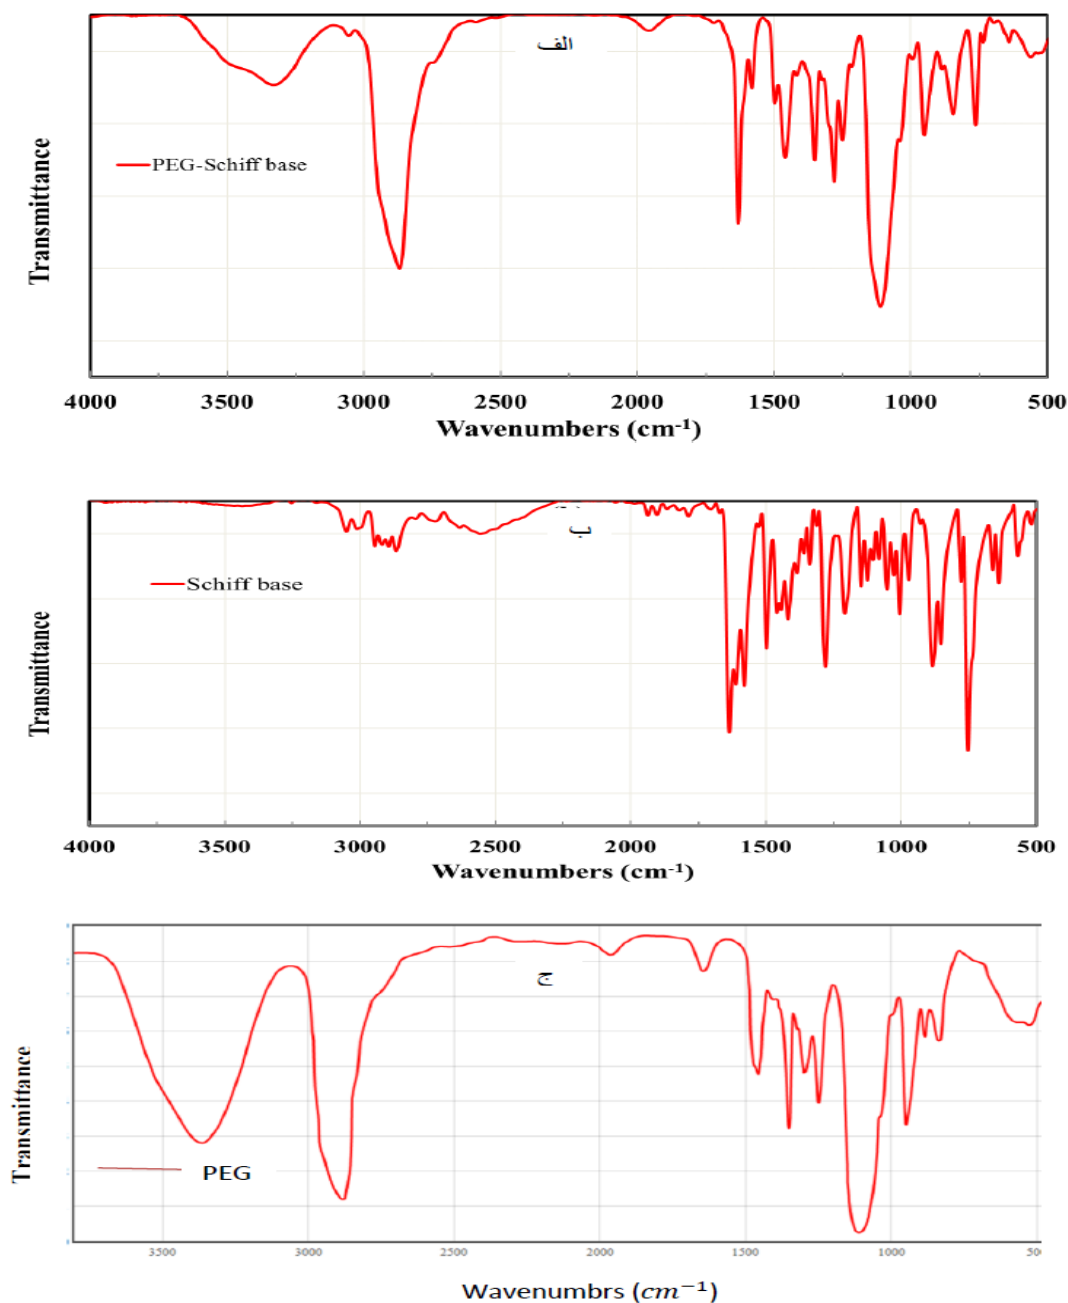 الف
PEG-Schiff base
Transmittance
4000 3500 3000 2500 2000 1500 1000 500
Wavenumbers (cm-1)
ب
Schiff base
Transmittance
4000 3500 3000 2500 2000 1500 1000 500
Wavenumbers (cm-1)
ج
PEG
Transmittance
3500 3000 2500 2000 1500 1000
Wavenumbrs (cm−1)